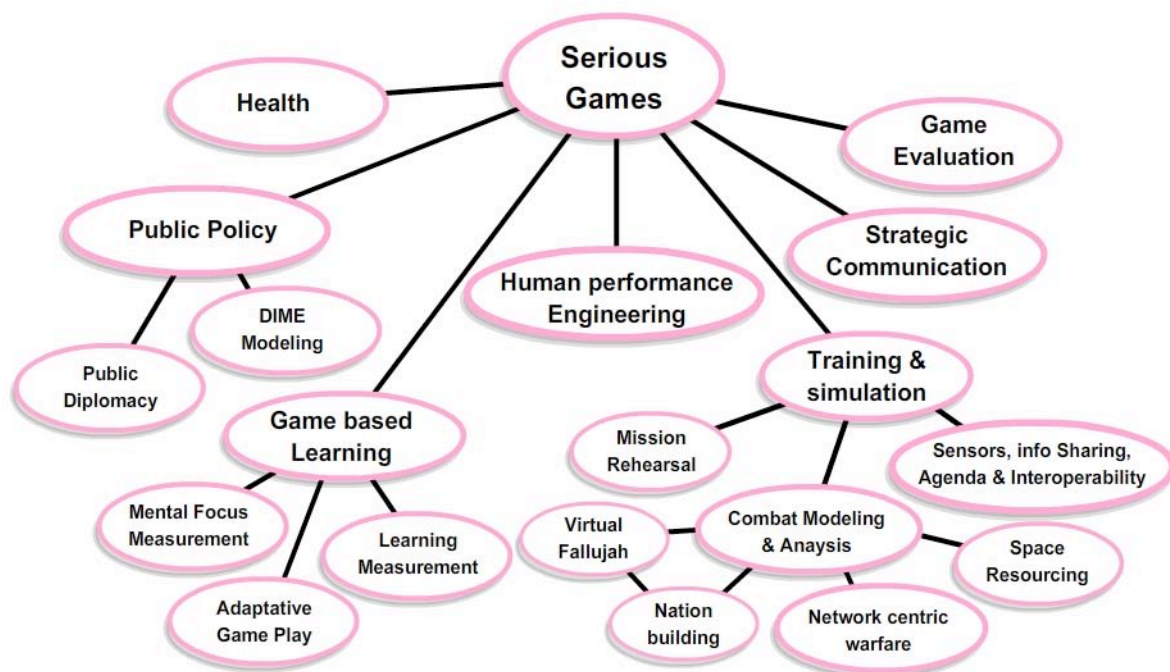 Serious
Games
Health
Game
Evaluation
Public Policy
Strategic
Communication
Human performance
Engineering
DIME
Modeling
Public
Diplomacy
Training &
simulation
Game based
Learning
Mission
Rehearsal
Sensors, info Sharing,
Agenda & Interoperability
Mental Focus
Measurement
Learning
Measurement
Adaptative
Game Play
Virtual
Fallujah
Combat Modeling
& Anaysis
Space
Resourcing
Nation
building
Network centric
warfare